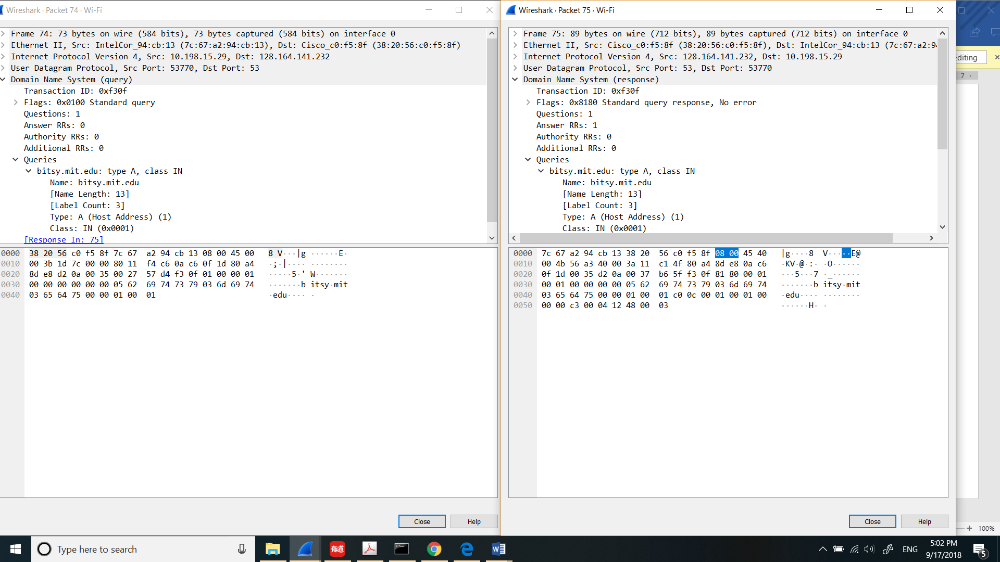 Wireshark · Packet 74 · Wi-Fi
Frame 74: 73 bytes on wire (584 bits), 73 bytes captured (584 bits) on interface 0
Ethernet II, Src: IntelCor_94:cb:13 (7c:67:a2:94:cb:13), Dst: Cisco_c0:f5:8f (38:20:56:c0:f5:8f)
Internet Protocol Version 4, Src: 10.198.15.29, Dst: 128.164.141.232
User Datagram Protocol, Src Port: 53770, Dst Port: 53
Domain Name System (query)
Transaction ID: 0xf30f
Flags: 0x0100 Standard query
Questions: 1
Answer RRs: 0
Authority RRs: 0
Additional RRs: 0
Queries
bitsy.mit.edu: type A, class IN
Name: bitsy.mit.edu
[Name Length: 13]
[Label Count: 3]
Type: A (Host Address) (1)
Class: IN (0x0001)
[Response In: 75]
0000 38 20 56 c0 f5 8f 7c 67 a2 94 cb 13 08 00 45 00 8 V···|g ······E·
0010 00 3b 1d 7c 00 00 80 11 f4 c6 0a c6 0f 1d 80 a4 ·;·|···· ········
0020 8d e8 d2 0a 00 35 00 27 57 d4 f3 0f 01 00 00 01 ·····5·' W·······
0030 00 00 00 00 00 00 05 62 69 74 73 79 03 6d 69 74 ·······b itsy·mit
0040 03 65 64 75 00 00 01 00 01 ·edu···· ·
Close
Help
Wireshark · Packet 75 · Wi-Fi
Frame 75: 89 bytes on wire (712 bits), 89 bytes captured (712 bits) on interface 0
Ethernet II, Src: Cisco_c0:f5:8f (38:20:56:c0:f5:8f), Dst: IntelCor_94:cb:13 (7c:67:a2:94
Internet Protocol Version 4, Src: 128.164.141.232, Dst: 10.198.15.29
User Datagram Protocol, Src Port: 53, Dst Port: 53770
Domain Name System (response)
Transaction ID: 0xf30f
Flags: 0x8180 Standard query response, No error
Questions: 1
Answer RRs: 1
Authority RRs: 0
Additional RRs: 0
Queries
bitsy.mit.edu: type A, class IN
Name: bitsy.mit.edu
[Name Length: 13]
[Label Count: 3]
Type: A (Host Address) (1)
Class: IN (0x0001)
0000 7c 67 a2 94 cb 13 38 20 56 c0 f5 8f 08 00 45 40 |g····8 V·····E@
0010 00 4b 56 a3 40 00 3a 11 c1 4f 80 a4 8d e8 0a c6 ·KV·@·:· ·O······
0020 0f 1d 00 35 d2 0a 00 37 b6 5f f3 0f 81 80 00 01 ···5···7 ·_······
0030 00 01 00 00 00 00 05 62 69 74 73 79 03 6d 69 74 ·······b itsy·mit
0040 03 65 64 75 00 00 01 00 01 c0 0c 00 01 00 01 00 ·edu···· ········
0050 00 00 c3 00 04 12 48 00 03 ······H· ·
Close
Help
Editing
7 ·
100%
Type here to search
有道
ENG
5:02 PM
9/17/2018
5